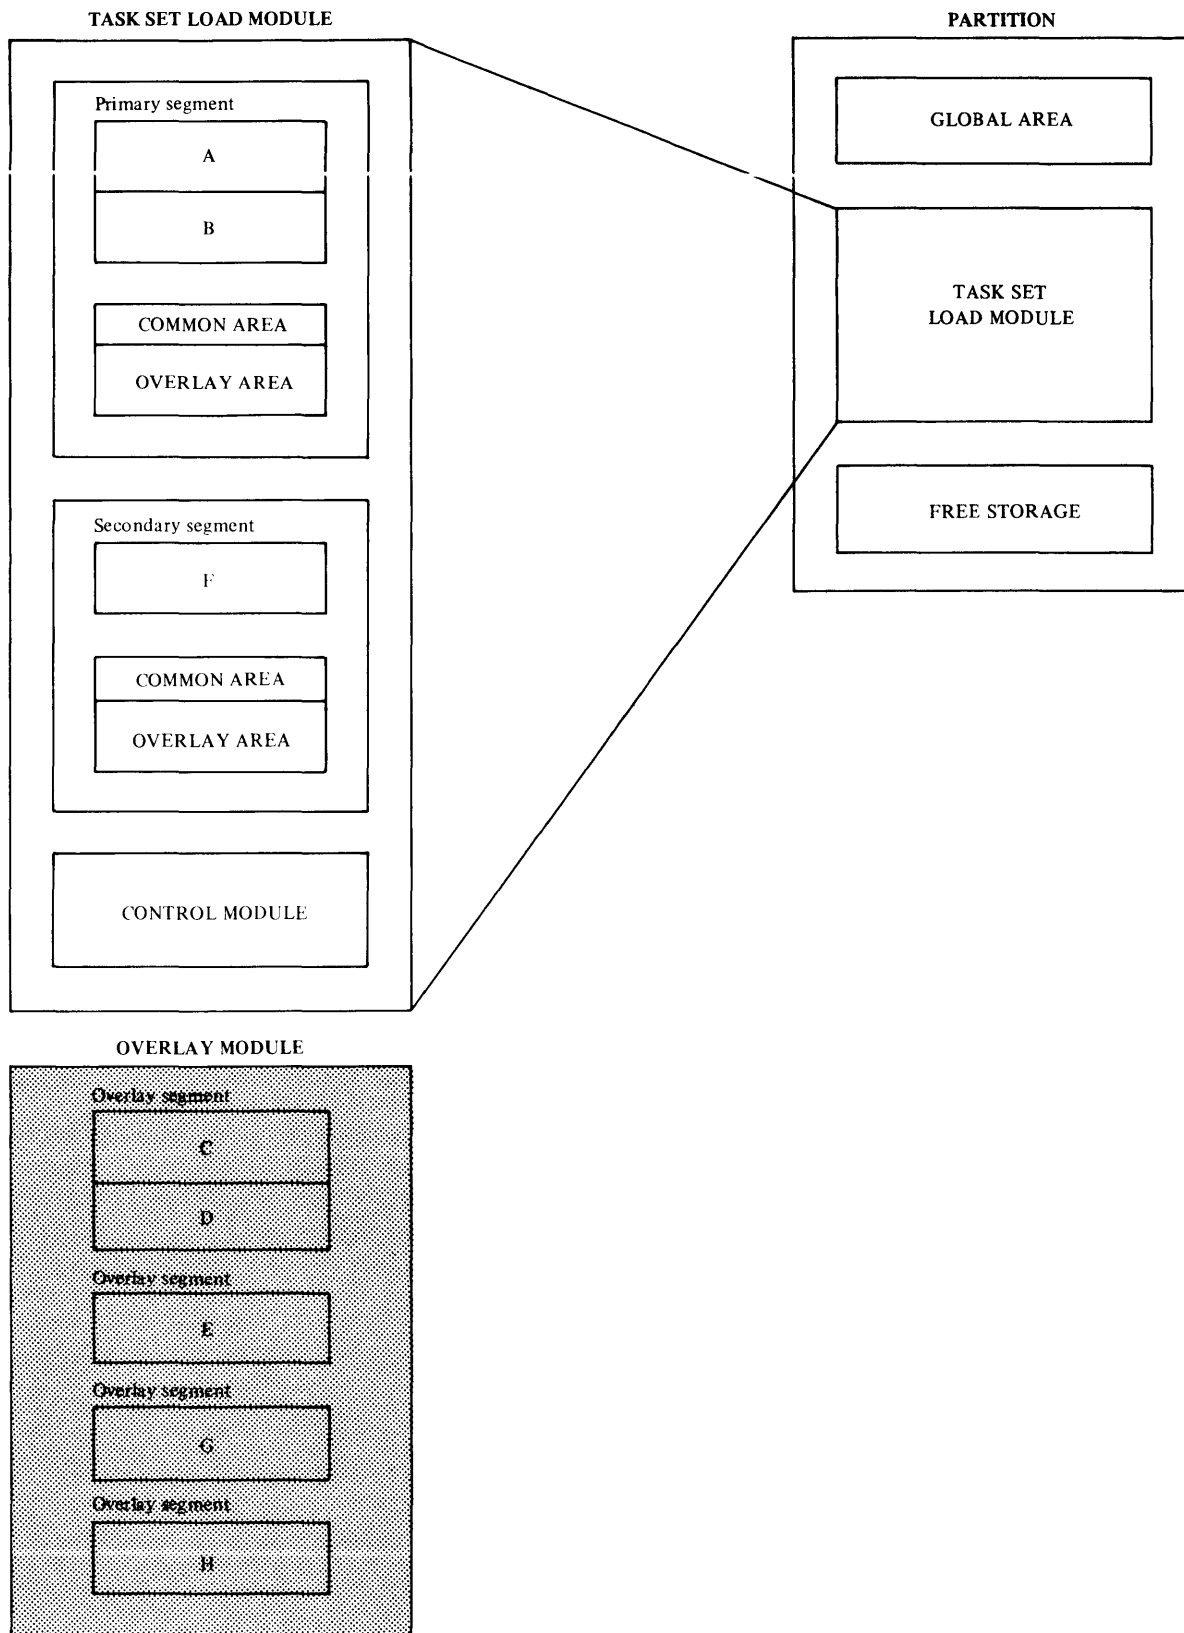 TASK SET LOAD MODULE
Primary segment
A
B
COMMON AREA
OVERLAY AREA
Secondary segment
F
COMMON AREA
OVERLAY AREA
CONTROL MODULE
PARTITION
GLOBAL AREA
TASK SET
LOAD MODULE
FREE STORAGE
OVERLAY MODULE
Overlay segment
C
D
Overlay segment
E
Overlay segment
G
Overlay segment
H